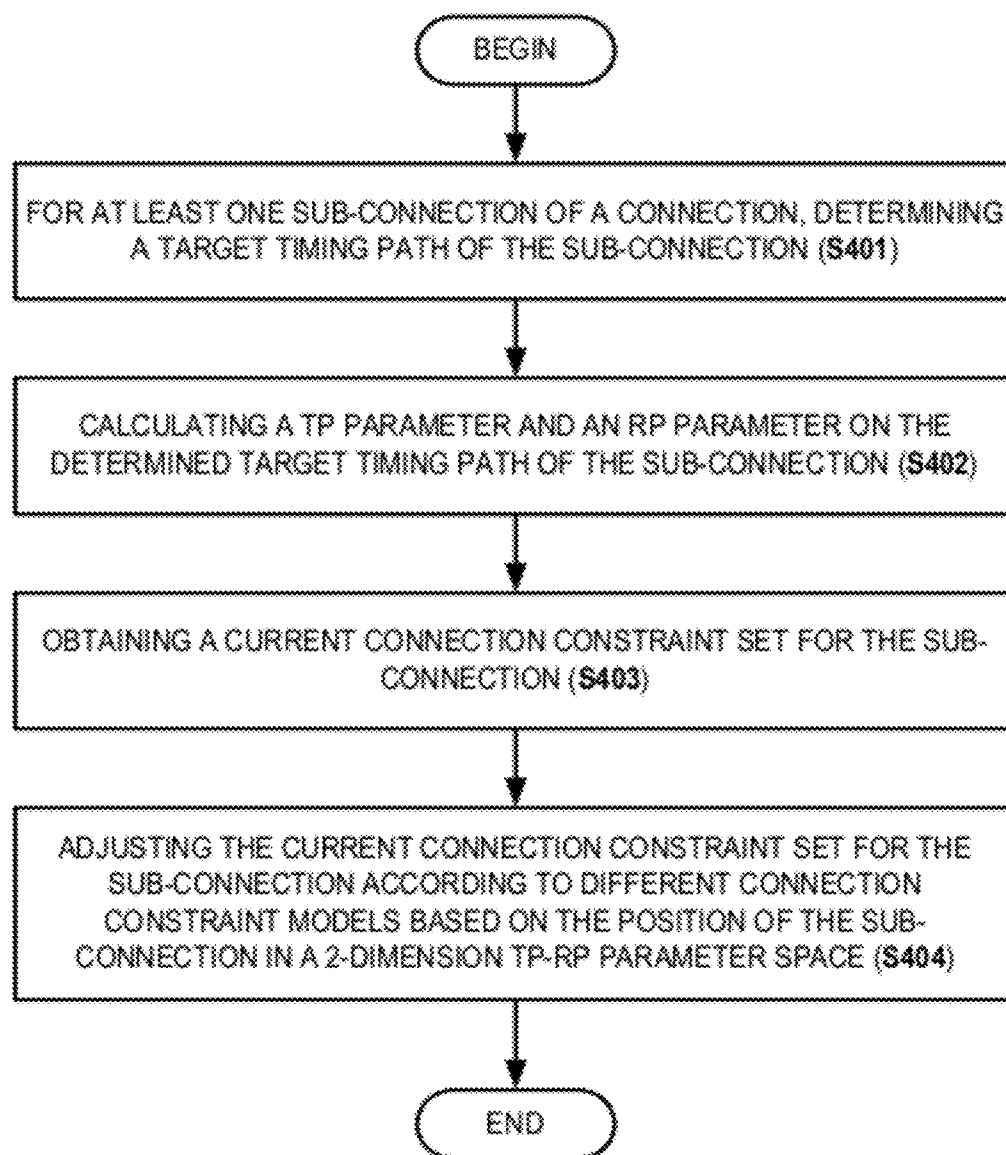 BEGIN
FOR AT LEAST ONE SUB-CONNECTION OF A CONNECTION, DETERMINING
A TARGET TIMING PATH OF THE SUB-CONNECTION (S401)
CALCULATING A TP PARAMETER AND AN RP PARAMETER ON THE
DETERMINED TARGET TIMING PATH OF THE SUB-CONNECTION (S402)
OBTAINING A CURRENT CONNECTION CONSTRAINT SET FOR THE SUB-
CONNECTION (S403)
ADJUSTING THE CURRENT CONNECTION CONSTRAINT SET FOR THE
SUB-CONNECTION ACCORDING TO DIFFERENT CONNECTION
CONSTRAINT MODELS BASED ON THE POSITION OF THE SUB-
CONNECTION IN A 2-DIMENSION TP-RP PARAMETER SPACE (S404)
END